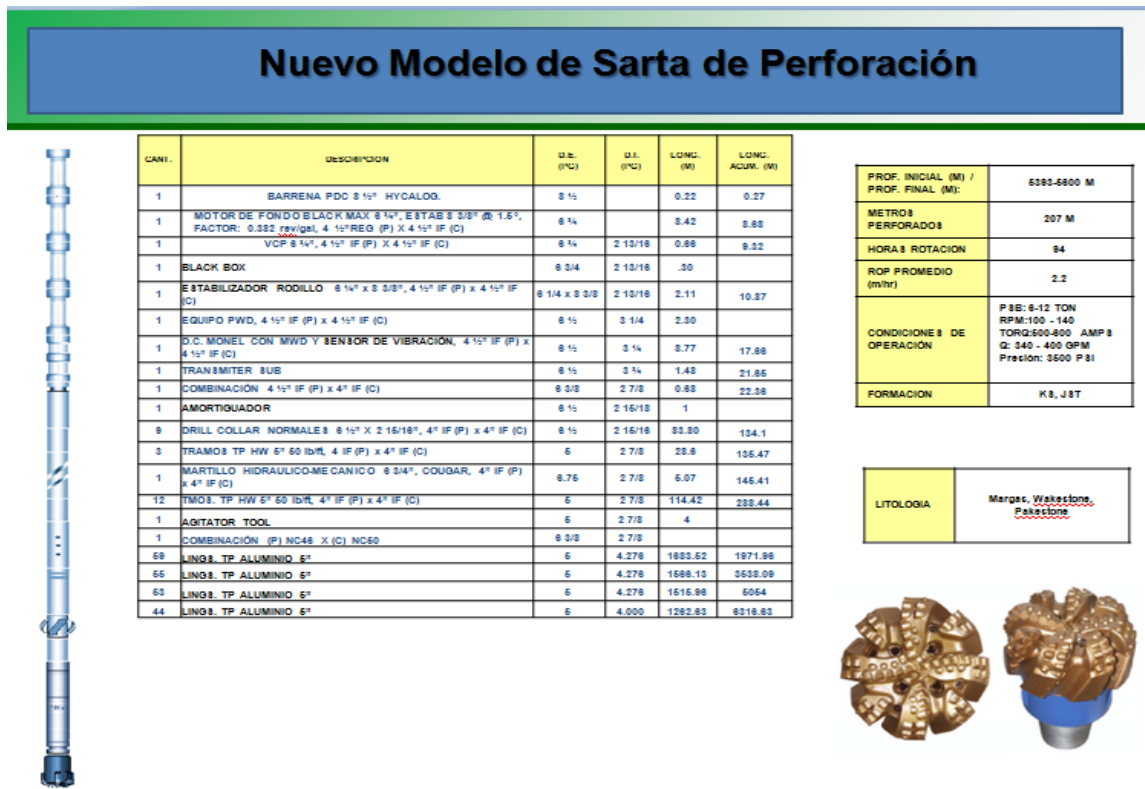 Nuevo Modelo de Sarta de Perforación
CANT. DESCRIPCION D.E. (PG) D.I. (PG) LONG. (M) LONG. ACUM. (M)
1 BARRENA PDC 8 ½" HYCALOG. 8 ½ 0.22 0.27
1 MOTOR DE FONDO BLACK MAX 6 ¾", ESTAB 8 3/8" @ 1.5°,
FACTOR: 0.332 rev/gal, 4 ½"REG (P) X 4 ½" IF (C) 6 ¾ 8.42 8.68
1 VCP 6 ¾", 4 ½" IF (P) X 4 ½" IF (C) 6 ¾ 2 13/16 0.66 9.32
1 BLACK BOX 6 3/4 2 13/16 .30
1 ESTABILIZADOR RODILLO 6 ¼" x 8 3/8", 4 ½" IF (P) x 4 ½" IF
(C) 6 1/4 x 8 3/8 2 13/16 2.11 10.87
1 EQUIPO PWD, 4 ½" IF (P) x 4 ½" IF (C) 6 ½ 3 1/4 2.30
1 D.C. MONEL CON MWD Y SENSOR DE VIBRACIÓN, 4 ½" IF (P) x
4 ½" IF (C) 6 ½ 3 ¼ 8.77 17.66
1 TRANSMITER SUB 6 ½ 3 ¼ 1.48 21.65
1 COMBINACIÓN 4 ½" IF (P) x 4" IF (C) 6 3/8 2 7/8 0.68 22.36
1 AMORTIGUADOR 6 ½ 2 15/18 1
9 DRILL COLLAR NORMALES 6 ½" X 2 15/16", 4" IF (P) x 4" IF (C) 6 ½ 2 15/16 83.80 134.1
3 TRAMOS TP HW 5" 50 lb/ft, 4 IF (P) x 4" IF (C) 5 2 7/8 28.6 135.47
1 MARTILLO HIDRAULICO-MECANICO 6 3/4", COUGAR, 4" IF (P)
x 4" IF (C) 6.75 2 7/8 5.07 145.41
12 TMOS. TP HW 5" 50 lb/ft, 4" IF (P) x 4" IF (C) 5 2 7/8 114.42 288.44
1 AGITATOR TOOL 5 2 7/8 4
1 COMBINACIÓN (P) NC46 X (C) NC50 6 3/8 2 7/8
59 LINGS. TP ALUMINIO 5" 5 4.276 1683.52 1971.96
55 LINGS. TP ALUMINIO 5" 5 4.276 1566.13 3538.09
53 LINGS. TP ALUMINIO 5" 5 4.276 1515.96 5054
44 LINGS. TP ALUMINIO 5" 5 4.000 1262.63 6316.63
PROF. INICIAL (M) /
PROF. FINAL (M): 5393-5600 M
METROS
PERFORADOS 207 M
HORAS ROTACION 94
ROP PROMEDIO
(m/hr) 2.2
CONDICIONES DE
OPERACIÓN
PSB: 6-12 TON
RPM:100 - 140
TORQ:500-600 AMPS
Q: 340 - 400 GPM
Presión: 3500 PSI
FORMACION KS, JST
LITOLOGIA
Margas, Wakestone,
Pakestone